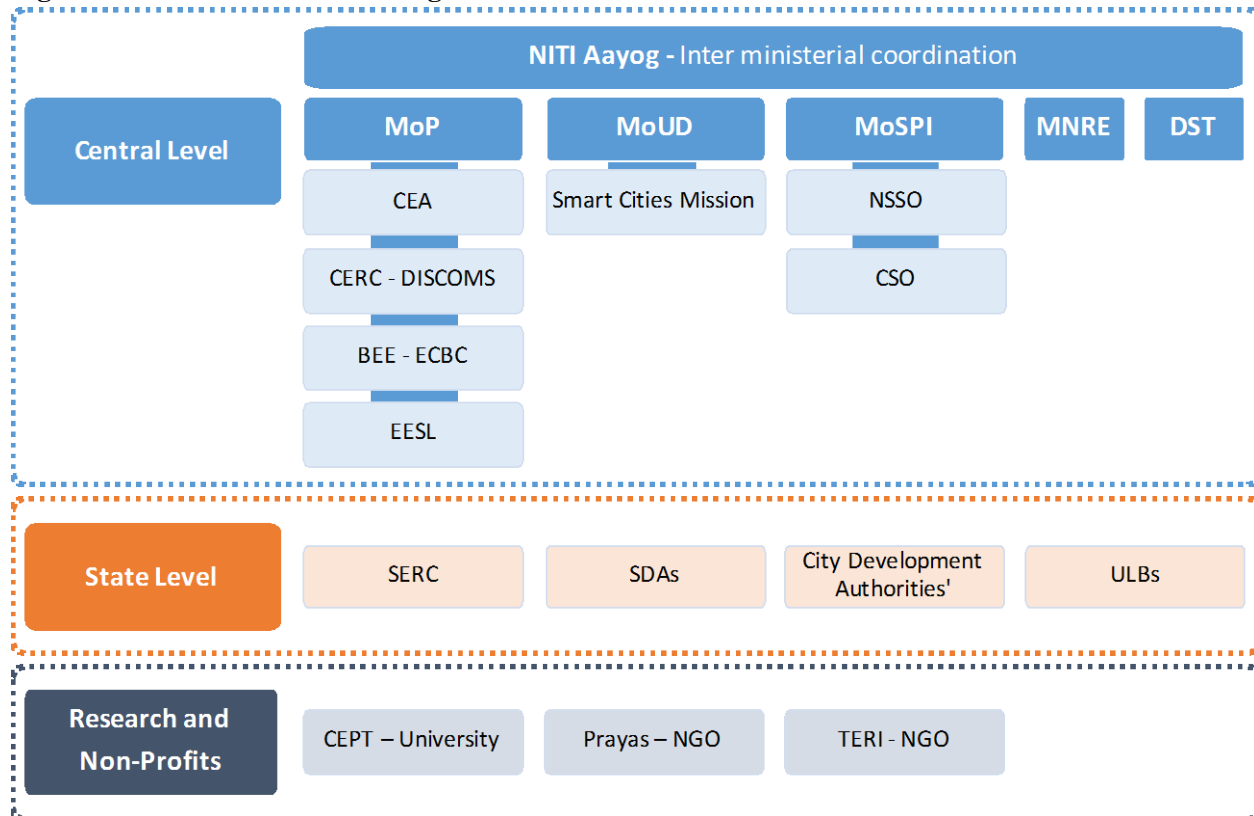 NITI Aayog - Inter ministerial coordination
Central Level
MoP
MoUD
MoSPI
MNRE
DST
CEA
Smart Cities Mission
NSSO
CERC - DISCOMS
CSO
BEE - ECBC
EESL
State Level
SERC
SDAs
City Development
Authorities'
ULBs
Research and
Non-Profits
CEPT – University
Prayas – NGO
TERI - NGO